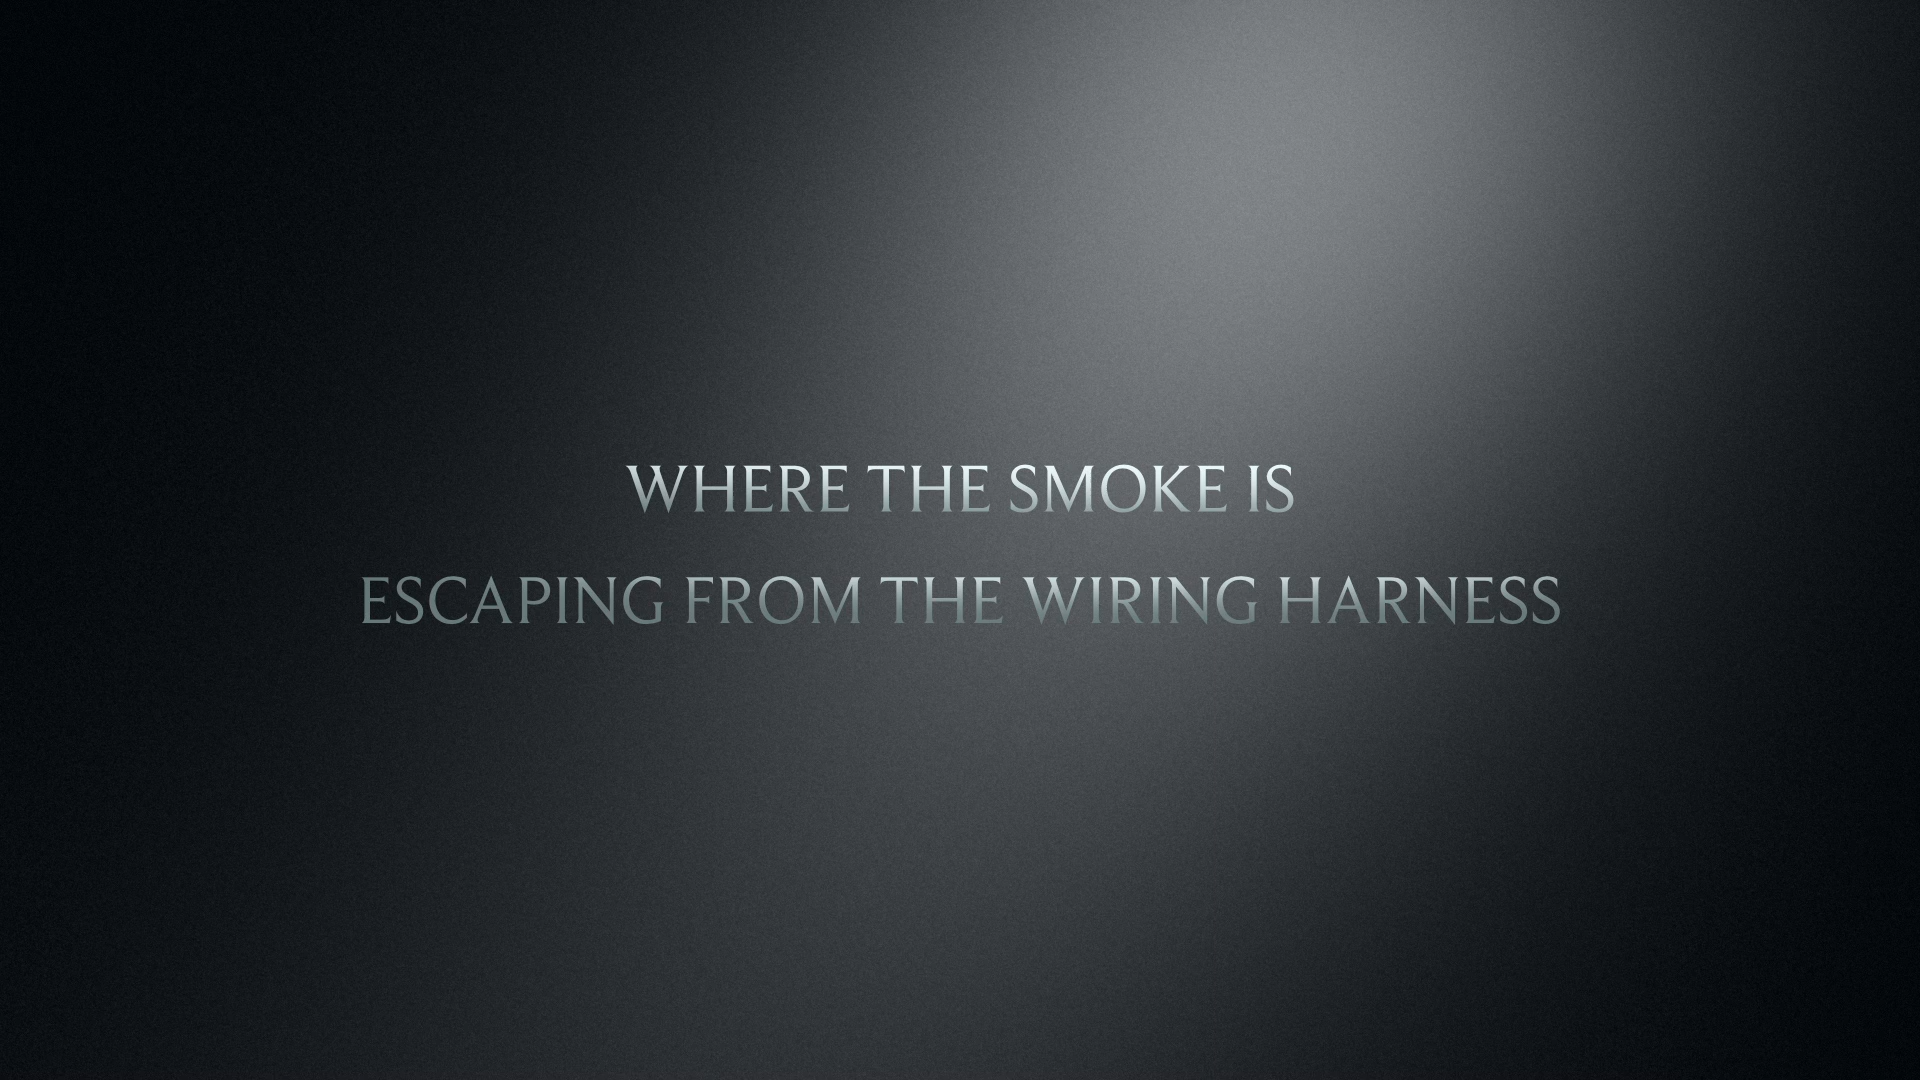 WHERE THE SMOKE IS
ESCAPING FROM THE WIRING HARNESS